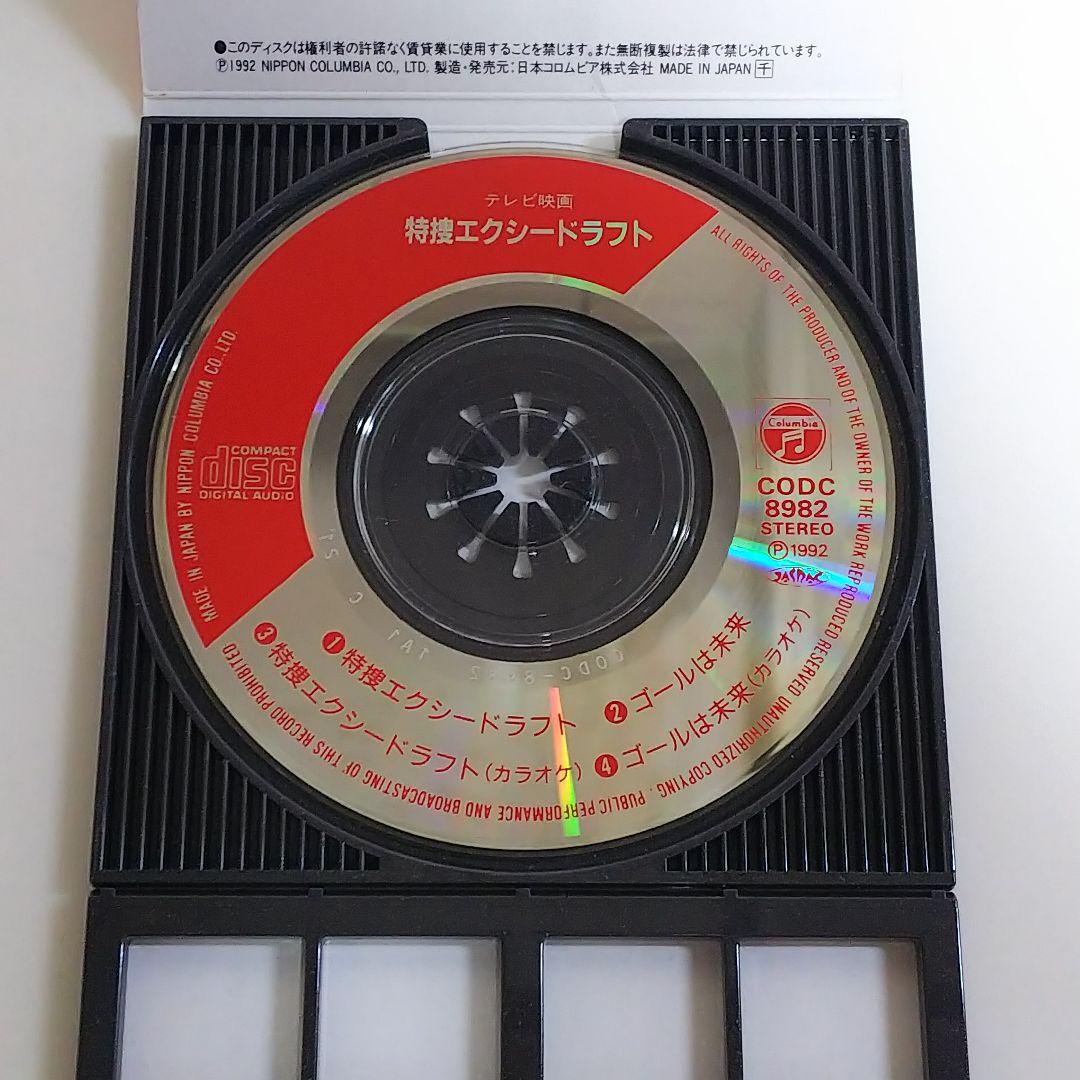 ●このディスクは権利者の許諾なく賃貸業に使用することを禁じます。また無断複製は法律で禁じられています。
Ⓟ1992 NIPPON COLUMBIA CO., LTD. 製造・発売元:日本コロムビア株式会社 MADE IN JAPAN 千
テレビ映画
特捜エクシードラフト
ALL RIGHTS OF THE PRODUCER AND OF THE OWNER OF THE WORK REPRODUCED RESERVED UNAUTHORIZED COPYING. PUBLIC PERFORMANCE AND BROADCASTING OF THIS RECORD PROHIBITED
MADE IN JAPAN BY NIPPON COLUMBIA CO., LTD.
COMPACT
disc
DIGITAL AUDIO
Columbia
CODC
8982
STEREO
Ⓟ1992
JASRAC
❶特捜エクシードラフト
❷ゴールは未来
❸特捜エクシードラフト(カラオケ)
❹ゴールは未来(カラオケ)